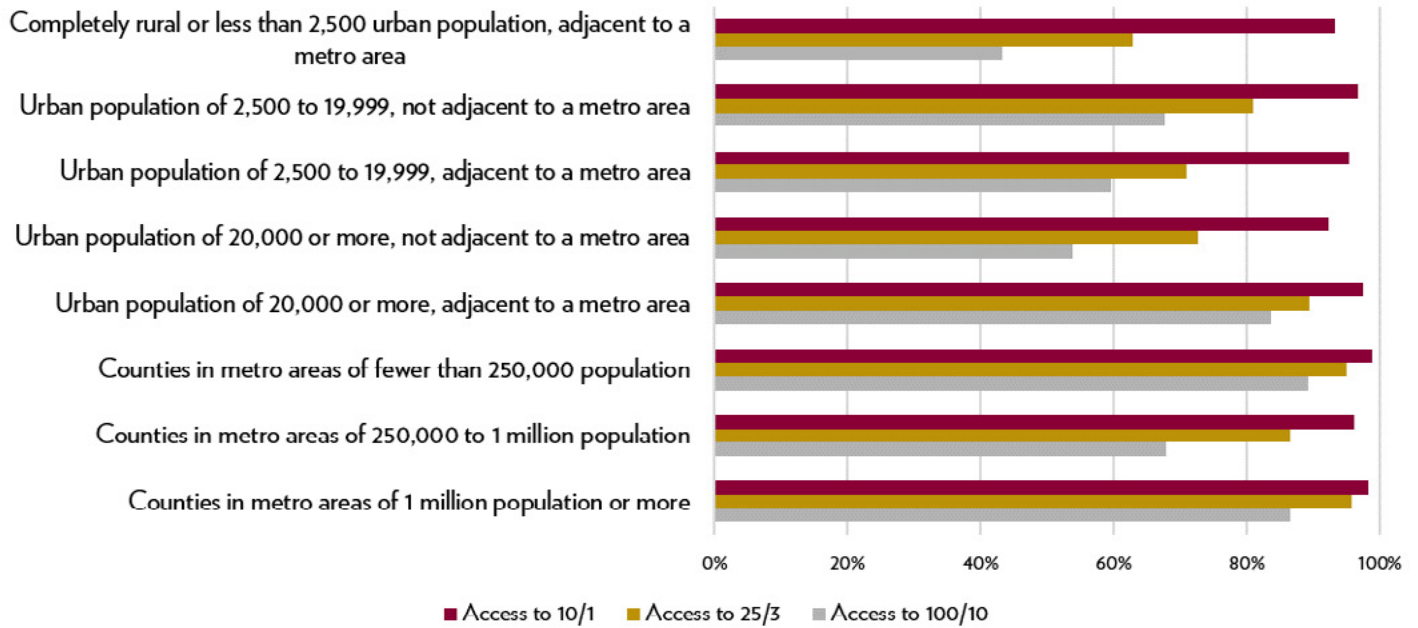 Completely rural or less than 2,500 urban population, adjacent to a
metro area
Urban population of 2,500 to 19,999, not adjacent to a metro area
Urban population of 2,500 to 19,999, adjacent to a metro area
Urban population of 20,000 or more, not adjacent to a metro area
Urban population of 20,000 or more, adjacent to a metro area
Counties in metro areas of fewer than 250,000 population
Counties in metro areas of 250,000 to 1 million population
Counties in metro areas of 1 million population or more
0% 20% 40% 60% 80% 100%
Access to 10/1 Access to 25/3 Access to 100/10